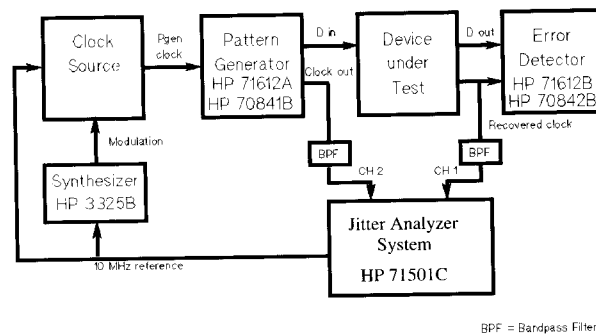 Clock
Source
Pgen
clock
Pattern
Generator
HP 71612A
HP 70841B
D in
Clock out
Device
under
Test
D out
Error
Detector
HP 71612B
HP 70842B
Recovered clock
Modulation
BPF
BPF
CH 2
CH 1
Synthesizer
HP 3325B
Jitter Analyzer
System
HP 71501C
10 MHz reference
BPF = Bandpass Filter